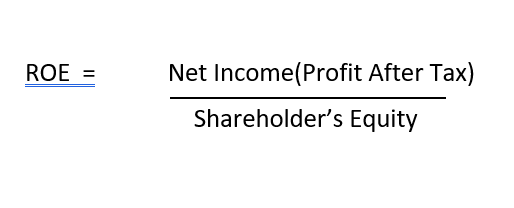 ROE = Net Income(Profit After Tax)
Shareholder’s Equity